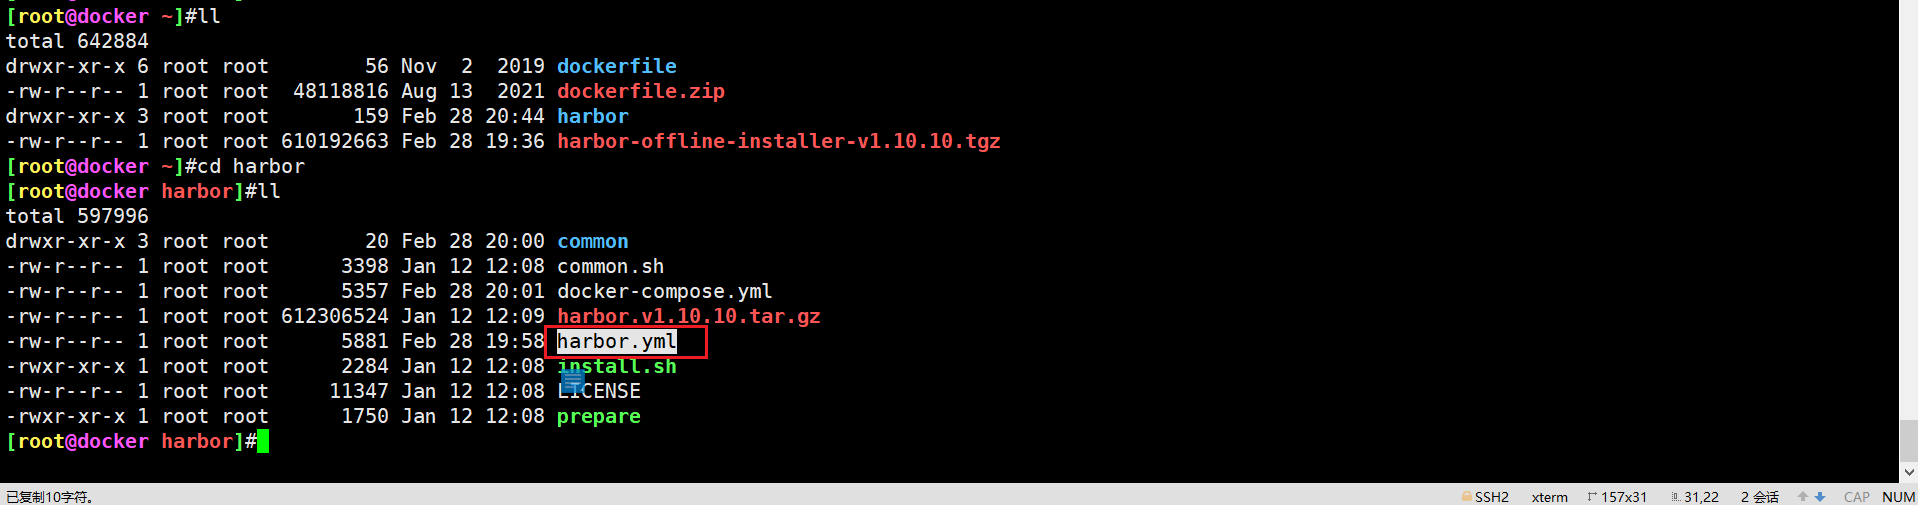 [root@docker ~]#ll
total 642884
drwxr-xr-x 6 root root        56 Nov  2  2019 dockerfile
-rw-r--r-- 1 root root  48118816 Aug 13  2021 dockerfile.zip
drwxr-xr-x 3 root root       159 Feb 28 20:44 harbor
-rw-r--r-- 1 root root 610192663 Feb 28 19:36 harbor-offline-installer-v1.10.10.tgz
[root@docker ~]#cd harbor
[root@docker harbor]#ll
total 597996
drwxr-xr-x 3 root root        20 Feb 28 20:00 common
-rw-r--r-- 1 root root      3398 Jan 12 12:08 common.sh
-rw-r--r-- 1 root root      5357 Feb 28 20:01 docker-compose.yml
-rw-r--r-- 1 root root 612306524 Jan 12 12:09 harbor.v1.10.10.tar.gz
-rw-r--r-- 1 root root      5881 Feb 28 19:58 harbor.yml
-rwxr-xr-x 1 root root      2284 Jan 12 12:08 install.sh
-rw-r--r-- 1 root root     11347 Jan 12 12:08 LICENSE
-rwxr-xr-x 1 root root      1750 Jan 12 12:08 prepare
[root@docker harbor]#
已复制10字符。 SSH2 xterm 157x31 31,22 2 会话 CAP NUM